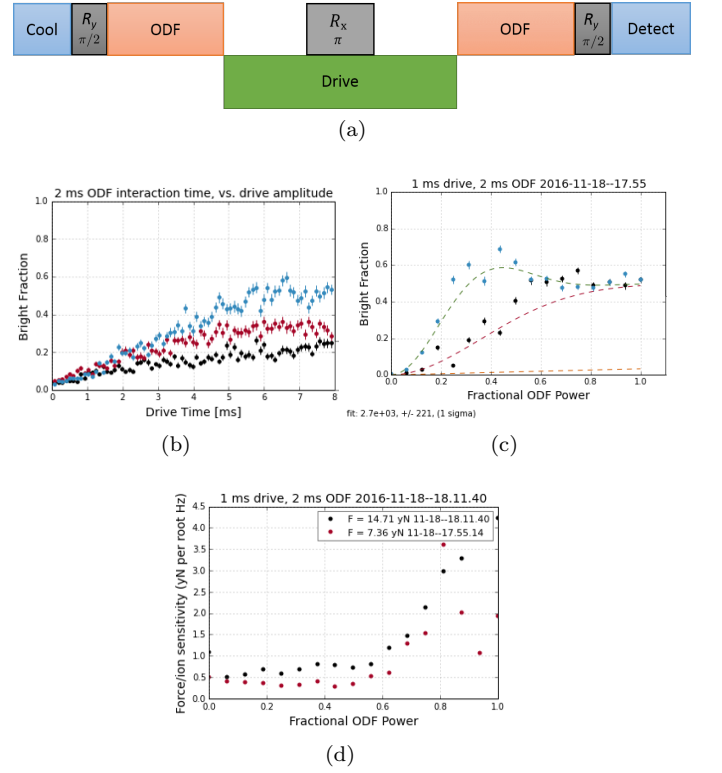 Cool
R_y
π/2
ODF
R_x
π
ODF
R_y
π/2
Detect
Drive
(a)
2 ms ODF interaction time, vs. drive amplitude
Bright Fraction
1.0
0.8
0.6
0.4
0.2
0.0
0 1 2 3 4 5 6 7 8
Drive Time [ms]
(b)
1 ms drive, 2 ms ODF 2016-11-18--17.55
Bright Fraction
1.0
0.8
0.6
0.4
0.2
0.0
0.0 0.2 0.4 0.6 0.8 1.0
Fractional ODF Power
fit: 2.7e+03, +/- 221, (1 sigma)
(c)
1 ms drive, 2 ms ODF 2016-11-18--18.11.40
Force/ion sensitivity (yN per root Hz)
4.5
4.0
3.5
3.0
2.5
2.0
1.5
1.0
0.5
0.0
F = 14.71 yN 11-18--18.11.40
F = 7.36 yN 11-18--17.55.14
0.0 0.2 0.4 0.6 0.8 1.0
Fractional ODF Power
(d)